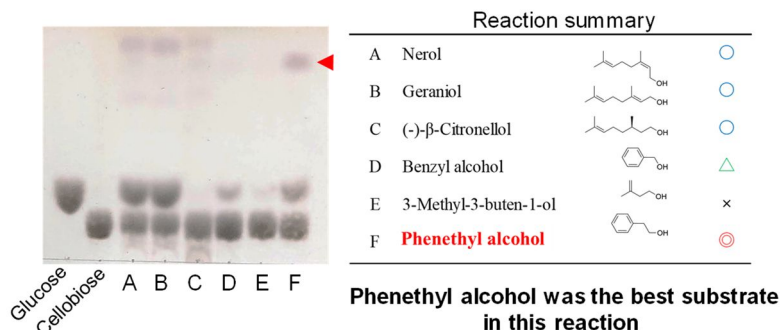 Reaction summary
A Nerol OH ○
B Geraniol OH ○
C (-)-β-Citronellol OH ○
D Benzyl alcohol OH △
E 3-Methyl-3-buten-1-ol OH ×
F Phenethyl alcohol OH ◎
Glucose Cellobiose A B C D E F
Phenethyl alcohol was the best substrate
in this reaction